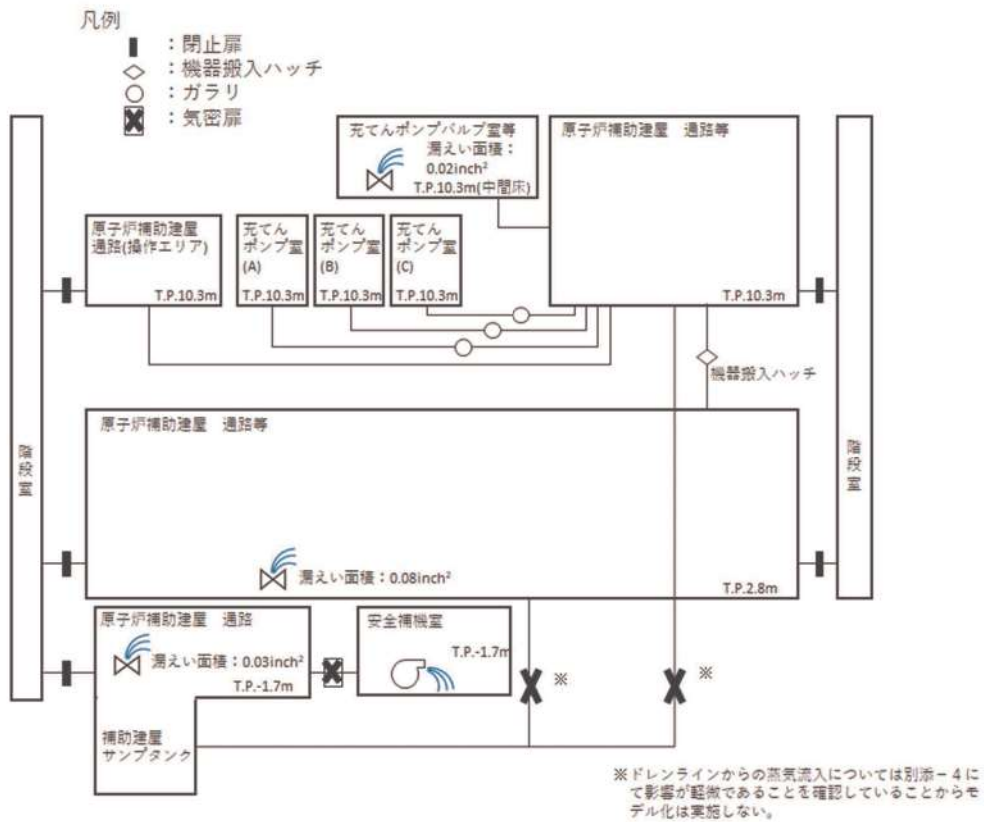 凡例
：閉止扉
：機器搬入ハッチ
：ガラリ
：気密扉
充てんポンプバルブ室等
漏えい面積：
0.02inch²
T.P.10.3m(中間床)
原子炉補助建屋　通路等
T.P.10.3m
原子炉補助建屋
通路(操作エリア)
T.P.10.3m
充てん
ポンプ室
(A)
T.P.10.3m
充てん
ポンプ室
(B)
T.P.10.3m
充てん
ポンプ室
(C)
T.P.10.3m
機器搬入ハッチ
原子炉補助建屋　通路等
漏えい面積：0.08inch²
T.P.2.8m
階段室
階段室
原子炉補助建屋　通路
漏えい面積：0.03inch²
T.P.-1.7m
補助建屋
サンプタンク
安全補機室
T.P.-1.7m
※
※
※ドレンラインからの蒸気流入については別添－４に
て影響が軽微であることを確認していることからモ
デル化は実施しない。